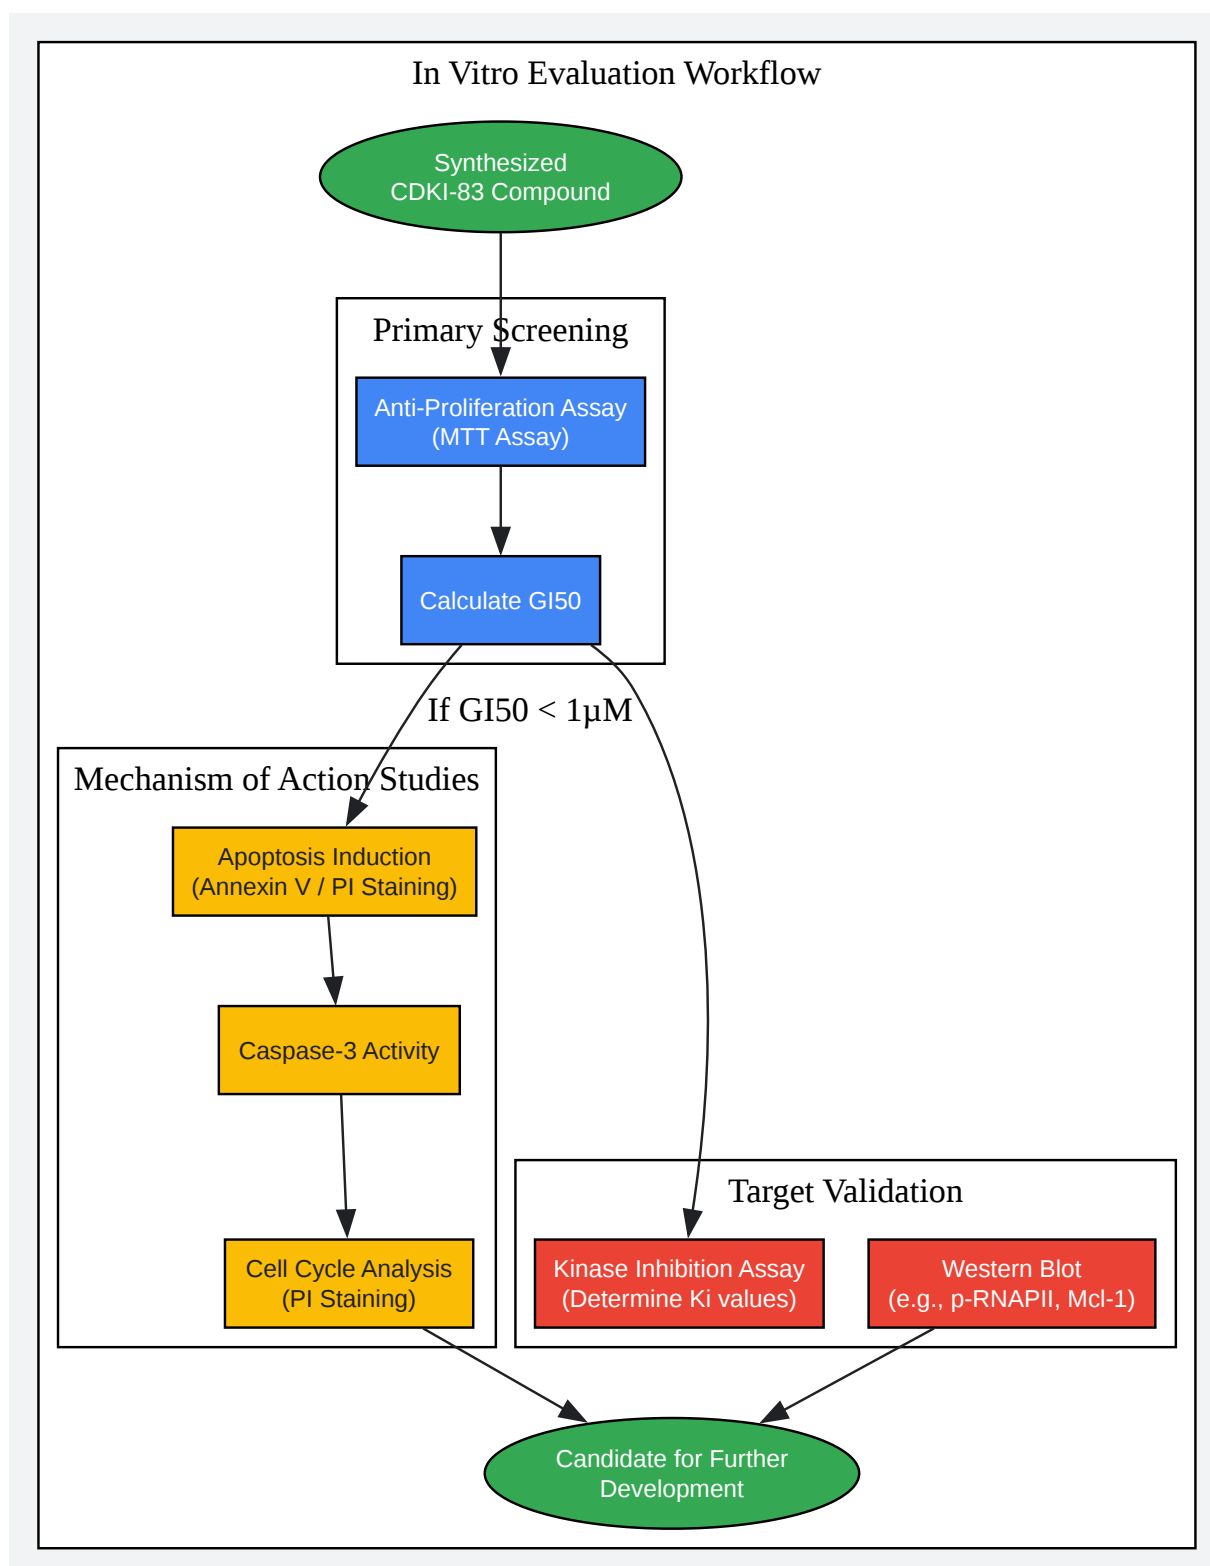 In Vitro Evaluation Workflow
Synthesized
CDKI-83 Compound
Primary Screening
Anti-Proliferation Assay
(MTT Assay)
Calculate GI50
If GI50 < 1µM
Mechanism of Action Studies
Apoptosis Induction
(Annexin V / PI Staining)
Caspase-3 Activity
Cell Cycle Analysis
(PI Staining)
Target Validation
Kinase Inhibition Assay
(Determine Ki values)
Western Blot
(e.g., p-RNAPII, Mcl-1)
Candidate for Further
Development